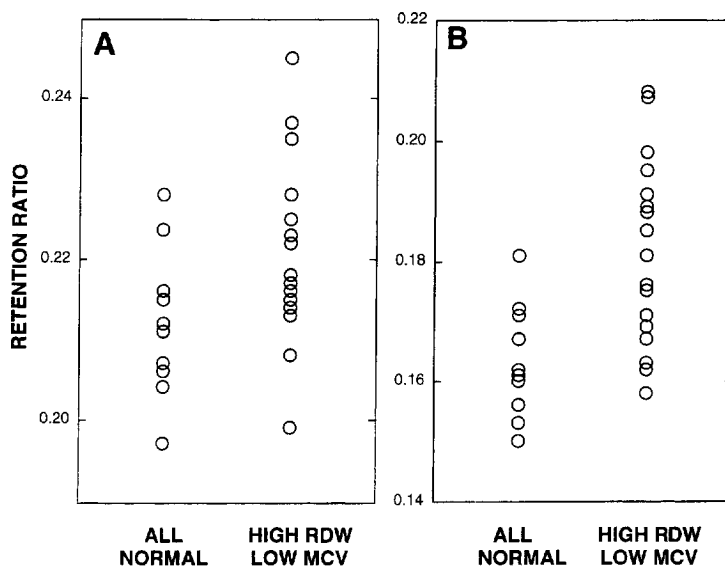 A
B
0.24
0.22
0.20
RETENTION RATIO
0.22
0.20
0.18
0.16
0.14
ALL
NORMAL
HIGH RDW
LOW MCV
ALL
NORMAL
HIGH RDW
LOW MCV